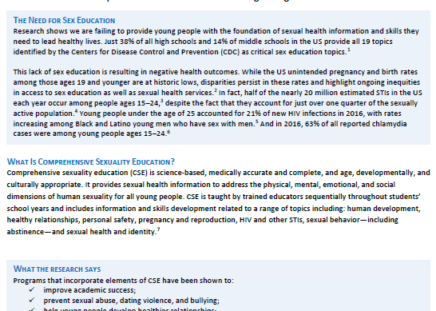 THE NEED FOR SEX EDUCATION
Research shows we are failing to provide young people with the foundation of sexual health information and skills they
need to lead healthy lives. Just 38% of all high schools and 14% of middle schools in the US provide all 19 topics
identified by the Centers for Disease Control and Prevention (CDC) as critical sex education topics.1
This lack of sex education is resulting in negative health outcomes. While the US unintended pregnancy and birth rates
among those ages 19 and younger are at historic lows, disparities persist in these rates and highlight ongoing inequities
in access to sex education as well as sexual health services.2 In fact, half of the nearly 20 million estimated STIs in the US
each year occur among people ages 15–24,3 despite the fact that they account for just over one quarter of the sexually
active population.4 Young people under the age of 25 accounted for 21% of new HIV infections in 2016, with rates
increasing among Black and Latino young men who have sex with men.5 And in 2016, 63% of all reported chlamydia
cases were among young people ages 15–24.6
WHAT IS COMPREHENSIVE SEXUALITY EDUCATION?
Comprehensive sexuality education (CSE) is science-based, medically accurate and complete, and age, developmentally, and
culturally appropriate. It provides sexual health information to address the physical, mental, emotional, and social
dimensions of human sexuality for all young people. CSE is taught by trained educators sequentially throughout students'
school years and includes information and skills development related to a range of topics including: human development,
healthy relationships, personal safety, pregnancy and reproduction, HIV and other STIs, sexual behavior—including
abstinence—and sexual health and identity.7
WHAT THE RESEARCH SAYS
Programs that incorporate elements of CSE have been shown to:
✓ improve academic success;
✓ prevent sexual abuse, dating violence, and bullying;
✓ help young people develop healthier relationships;